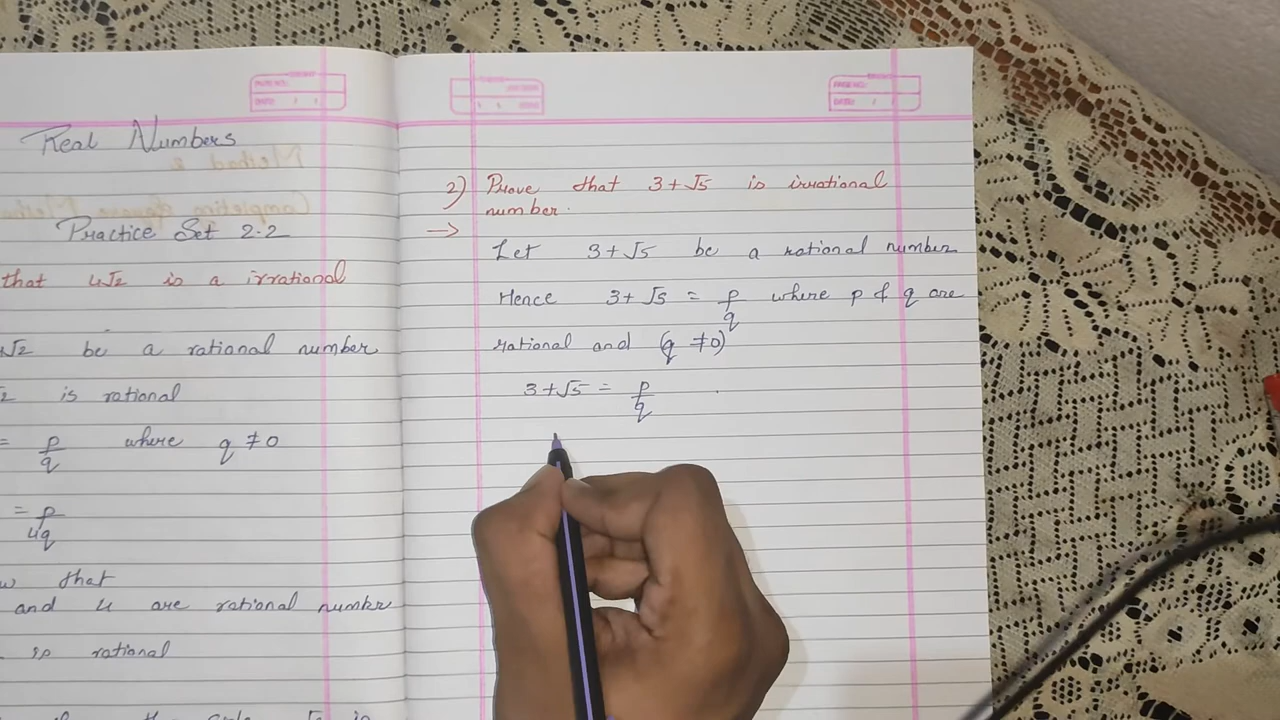 Real Numbers
Practice Set 2.2
that 4√2 is a irrational
√2 be a rational number
is rational
= p/q where q ≠ 0
= p/4q
that
and 4 are rational number
is rational
2) Prove that 3+√5 is irrational
number.
→
Let 3+√5 be a rational number
Hence 3+√5 = p/q where p & q are
rational and (q ≠0)
3+√5 = p/q